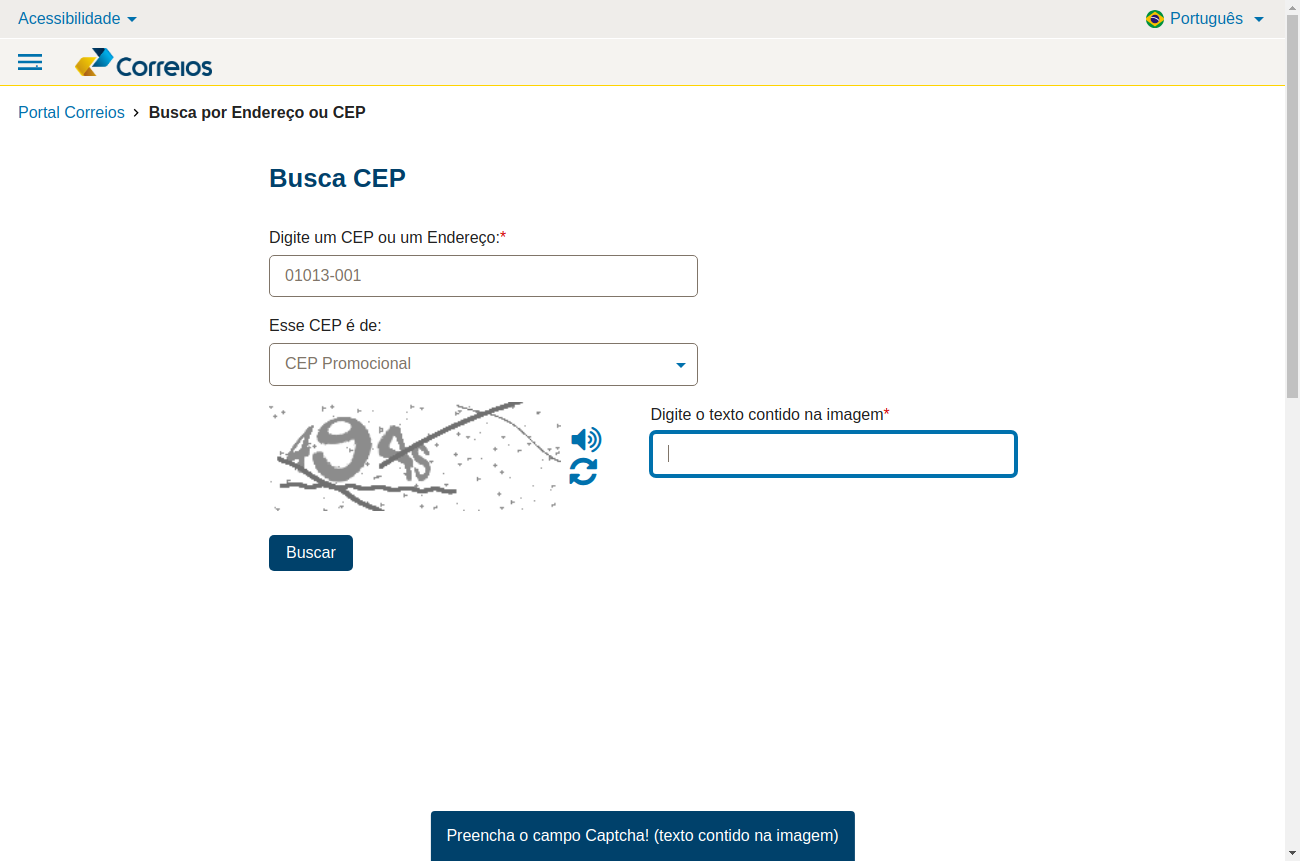 Acessibilidade
Português
Correios
Portal Correios › Busca por Endereço ou CEP
Busca CEP
Digite um CEP ou um Endereço:*
01013-001
Esse CEP é de:
CEP Promocional
Digite o texto contido na imagem*
Buscar
Preencha o campo Captcha! (texto contido na imagem)